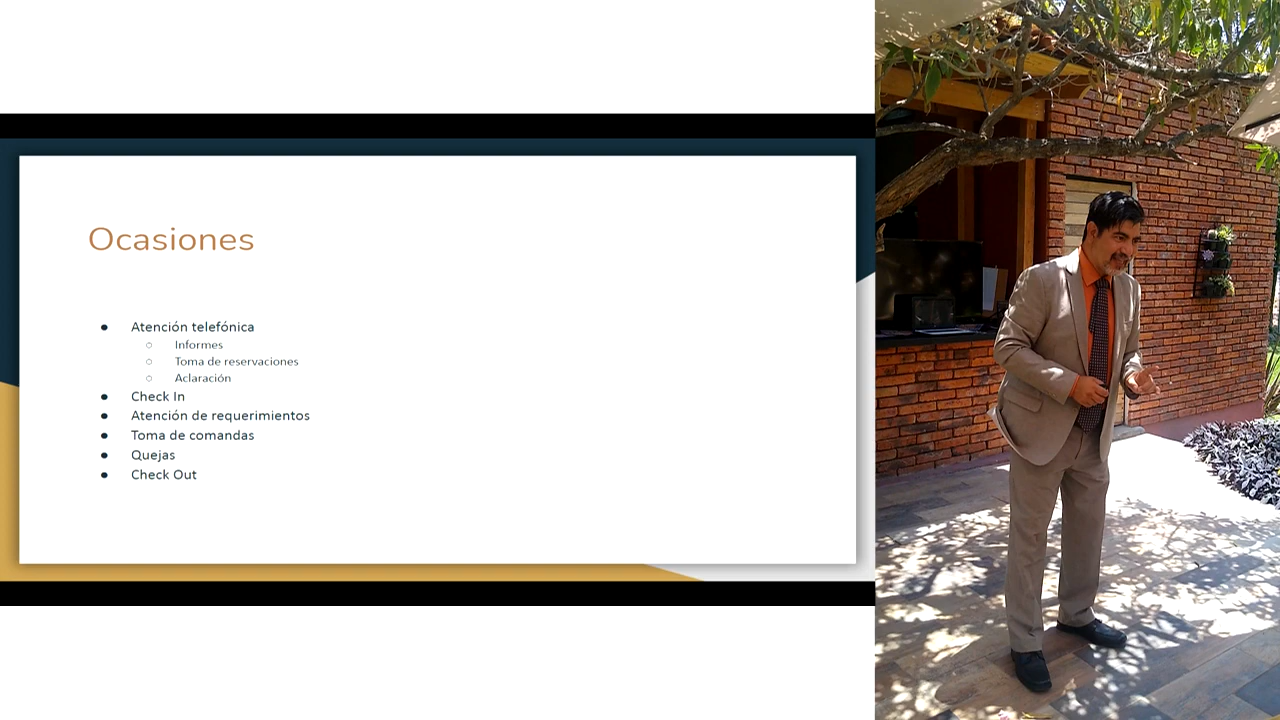 Ocasiones
● Atención telefónica
○ Informes
○ Toma de reservaciones
○ Aclaración
● Check In
● Atención de requerimientos
● Toma de comandas
● Quejas
● Check Out